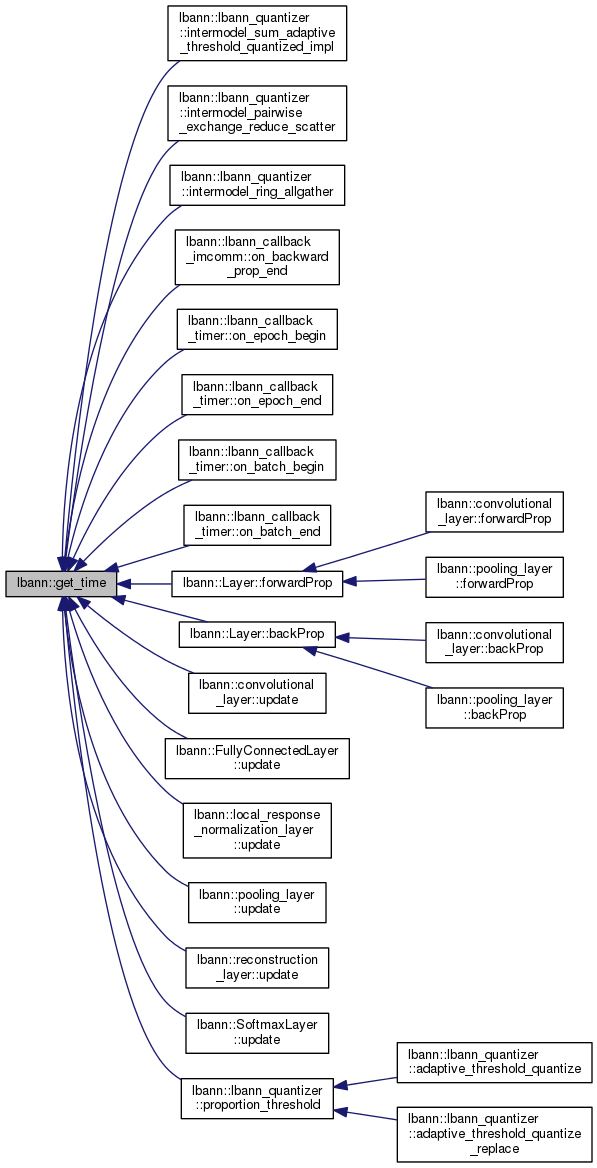 lbann::lbann_quantizer
::intermodel_sum_adaptive
_threshold_quantized_impl
lbann::lbann_quantizer
::intermodel_pairwise
_exchange_reduce_scatter
lbann::lbann_quantizer
::intermodel_ring_allgather
lbann::lbann_callback
_imcomm::on_backward
_prop_end
lbann::lbann_callback
_timer::on_epoch_begin
lbann::lbann_callback
_timer::on_epoch_end
lbann::lbann_callback
_timer::on_batch_begin
lbann::lbann_callback
_timer::on_batch_end
lbann::get_time
lbann::Layer::forwardProp
lbann::convolutional
_layer::forwardProp
lbann::pooling_layer
::forwardProp
lbann::Layer::backProp
lbann::convolutional
_layer::backProp
lbann::pooling_layer
::backProp
lbann::convolutional
_layer::update
lbann::FullyConnectedLayer
::update
lbann::local_response
_normalization_layer
::update
lbann::pooling_layer
::update
lbann::reconstruction
_layer::update
lbann::SoftmaxLayer
::update
lbann::lbann_quantizer
::proportion_threshold
lbann::lbann_quantizer
::adaptive_threshold_quantize
lbann::lbann_quantizer
::adaptive_threshold_quantize
_replace